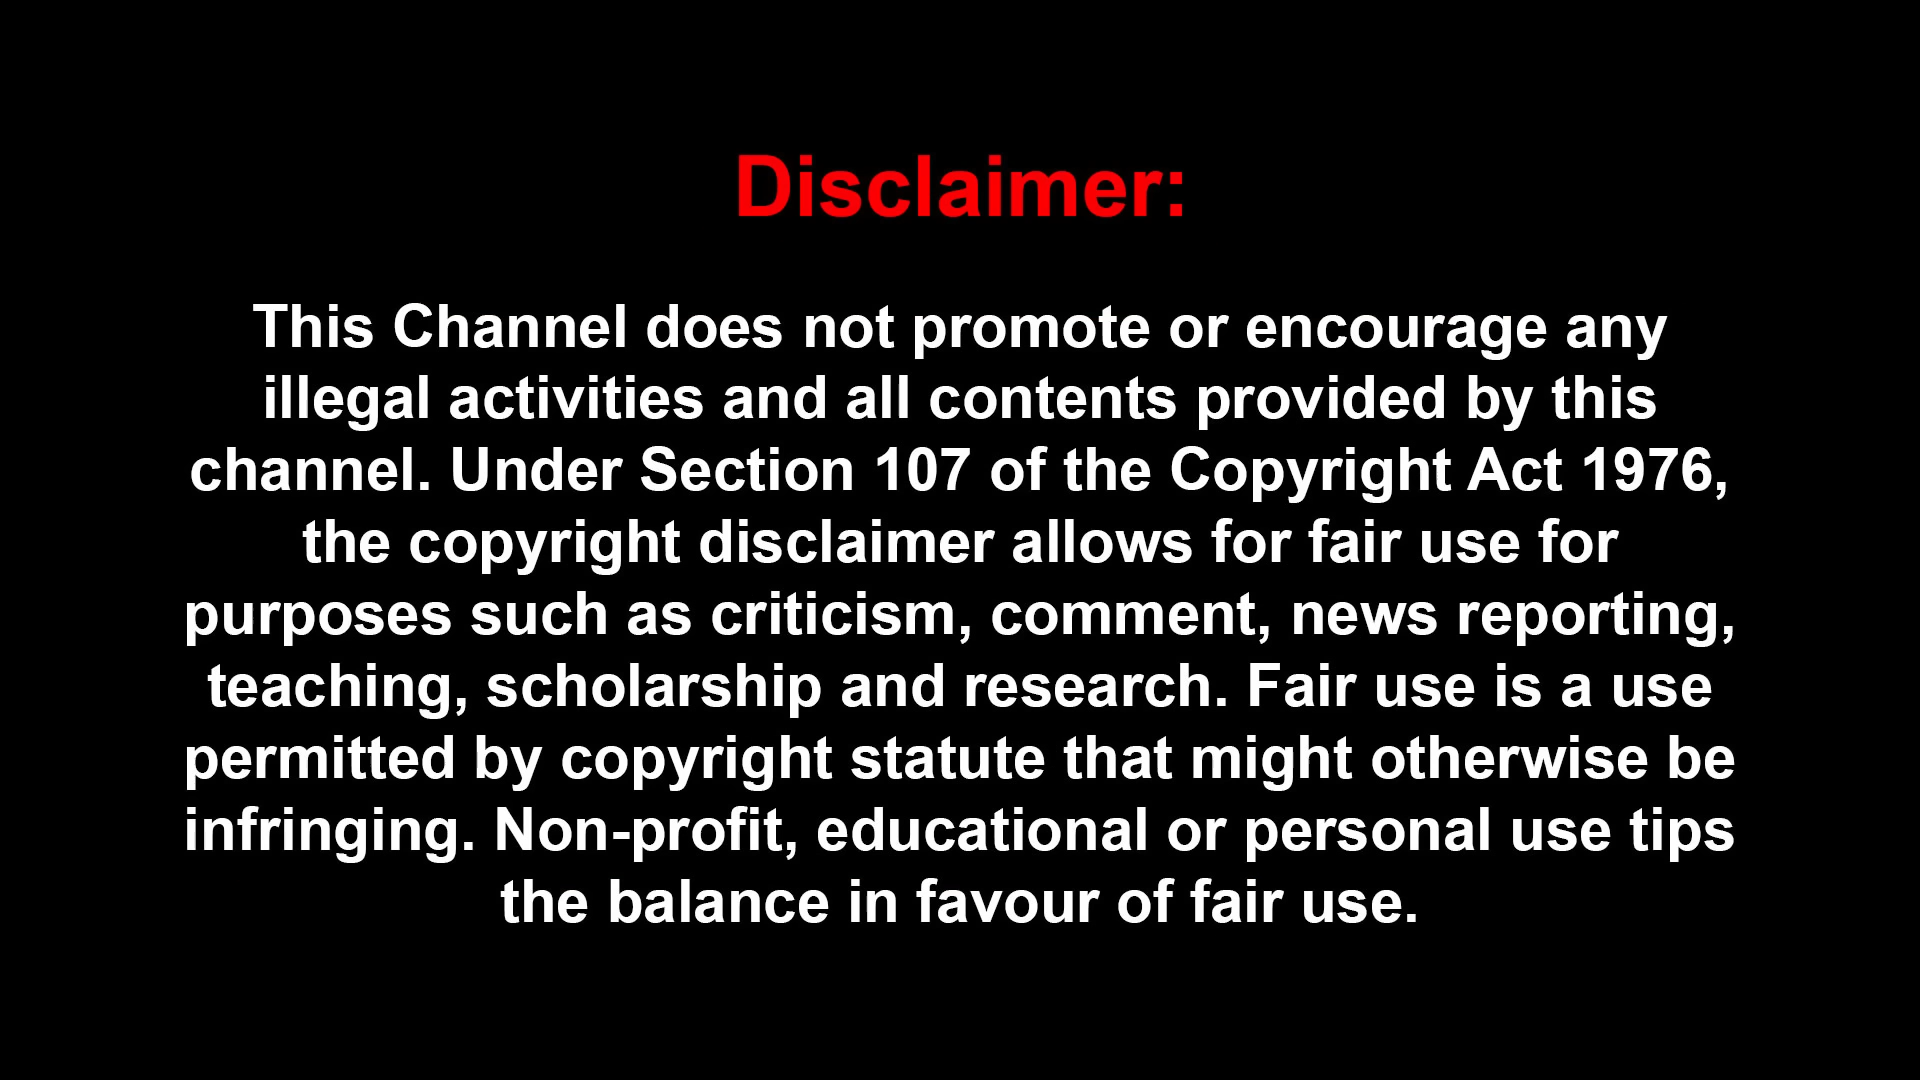 Disclaimer:
This Channel does not promote or encourage any
illegal activities and all contents provided by this
channel. Under Section 107 of the Copyright Act 1976,
the copyright disclaimer allows for fair use for
purposes such as criticism, comment, news reporting,
teaching, scholarship and research. Fair use is a use
permitted by copyright statute that might otherwise be
infringing. Non-profit, educational or personal use tips
the balance in favour of fair use.